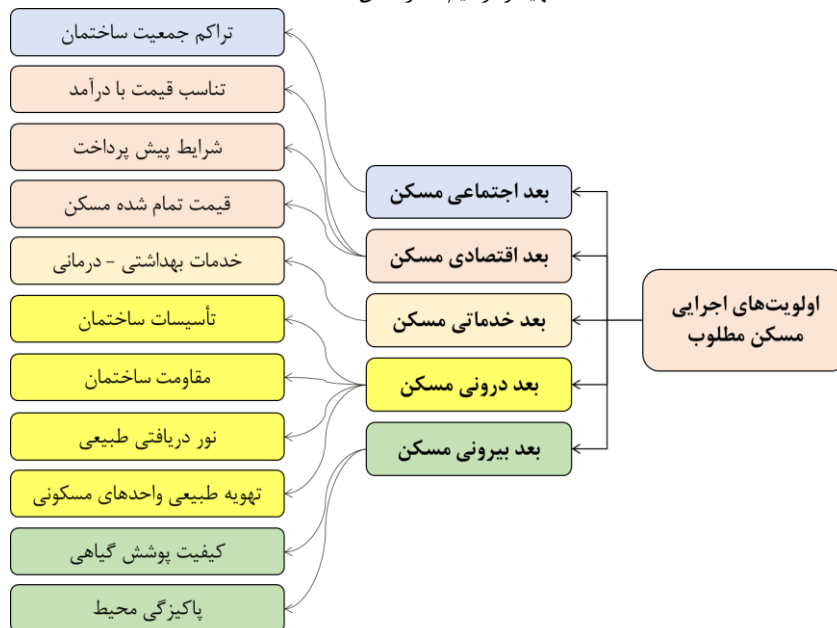 اولویت‌های اجرایی
مسکن مطلوب
بعد اجتماعی مسکن
بعد اقتصادی مسکن
بعد خدماتی مسکن
بعد درونی مسکن
بعد بیرونی مسکن
تراکم جمعیت ساختمان
تناسب قیمت با درآمد
شرایط پیش پرداخت
قیمت تمام شده مسکن
خدمات بهداشتی - درمانی
تأسیسات ساختمان
مقاومت ساختمان
نور دریافتی طبیعی
تهویه طبیعی واحدهای مسکونی
کیفیت پوشش گیاهی
پاکیزگی محیط